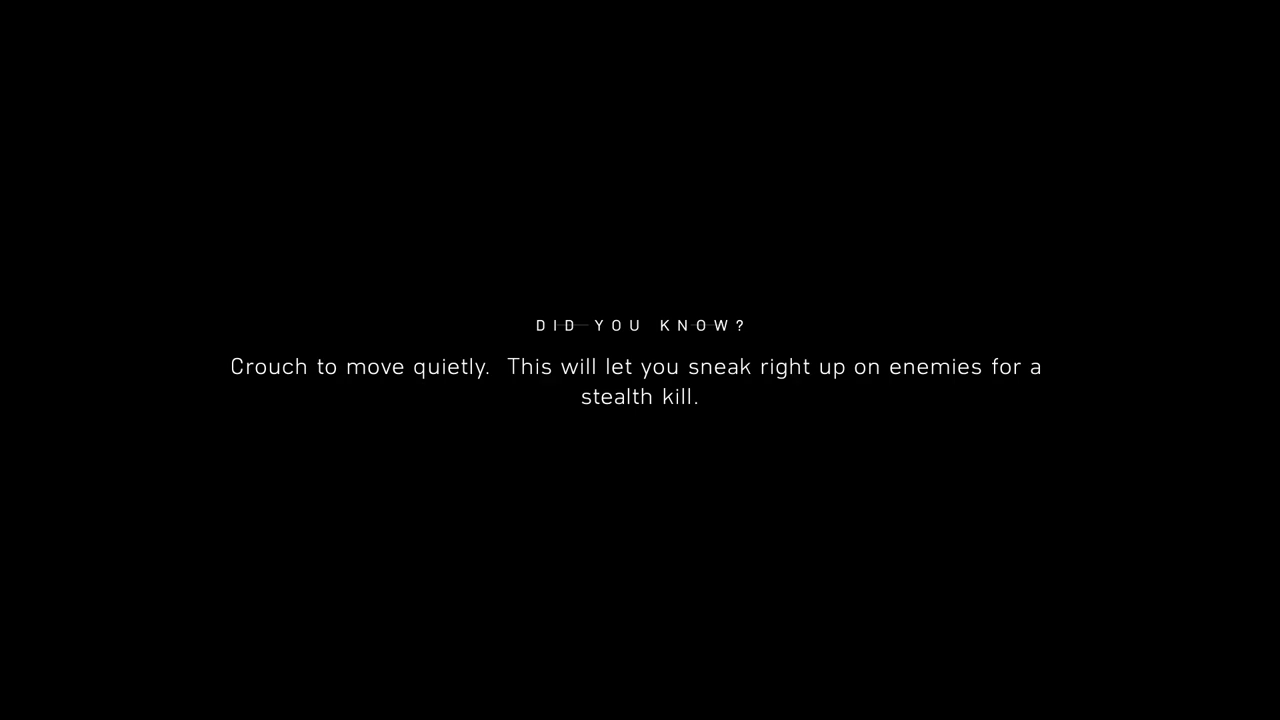 DID YOU KNOW?
Crouch to move quietly.  This will let you sneak right up on enemies for a
stealth kill.